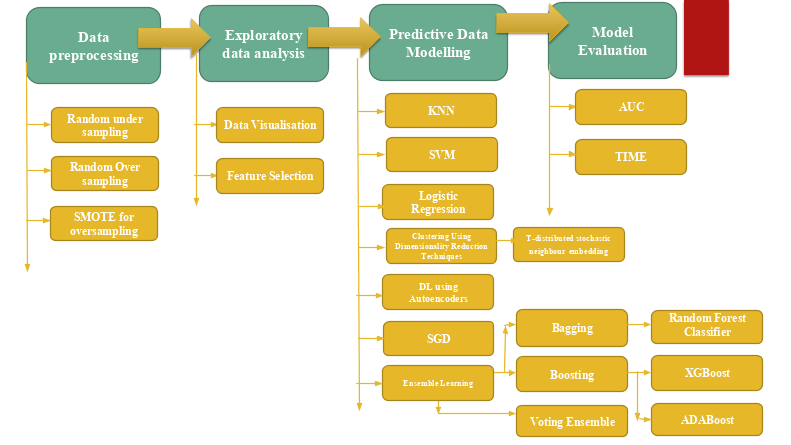 Data
preprocessing
Exploratory
data analysis
Predictive Data
Modelling
Model
Evaluation
Random under
sampling
Random Over
sampling
SMOTE for
oversampling
Data Visualisation
Feature Selection
KNN
SVM
Logistic
Regression
Clustering Using
Dimensionality Reduction
Techniques
T-distributed stochastic
neighbour embedding
DL using
Autoencoders
SGD
Ensemble Learning
Bagging
Random Forest
Classifier
Boosting
XGBoost
ADABoost
Voting Ensemble
AUC
TIME